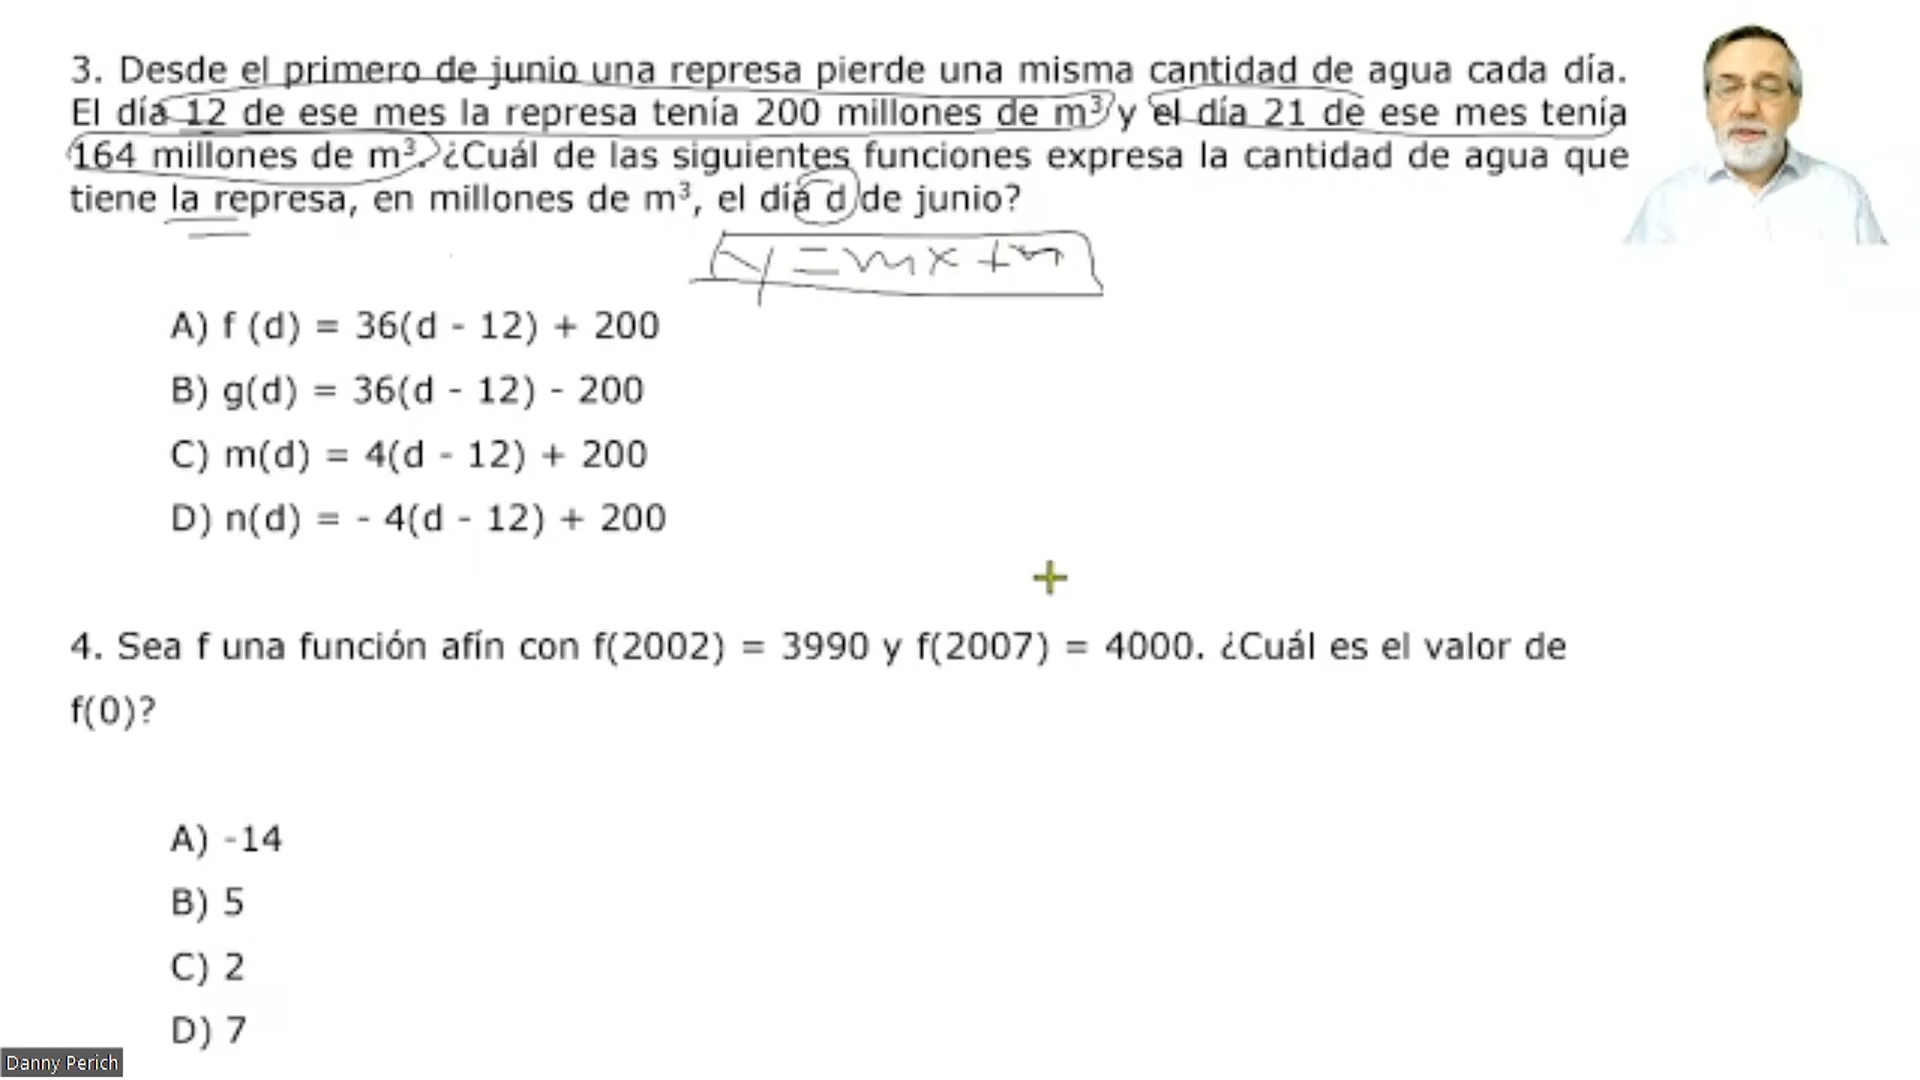 3. Desde el primero de junio una represa pierde una misma cantidad de agua cada día.
El día 12 de ese mes la represa tenía 200 millones de m³ y el día 21 de ese mes tenía
164 millones de m³. ¿Cuál de las siguientes funciones expresa la cantidad de agua que
tiene la represa, en millones de m³, el día d de junio?
y = mx + n
A) f (d) = 36(d - 12) + 200
B) g(d) = 36(d - 12) - 200
C) m(d) = 4(d - 12) + 200
D) n(d) = - 4(d - 12) + 200
4. Sea f una función afín con f(2002) = 3990 y f(2007) = 4000. ¿Cuál es el valor de
f(0)?
A) -14
B) 5
C) 2
D) 7
Danny Perich